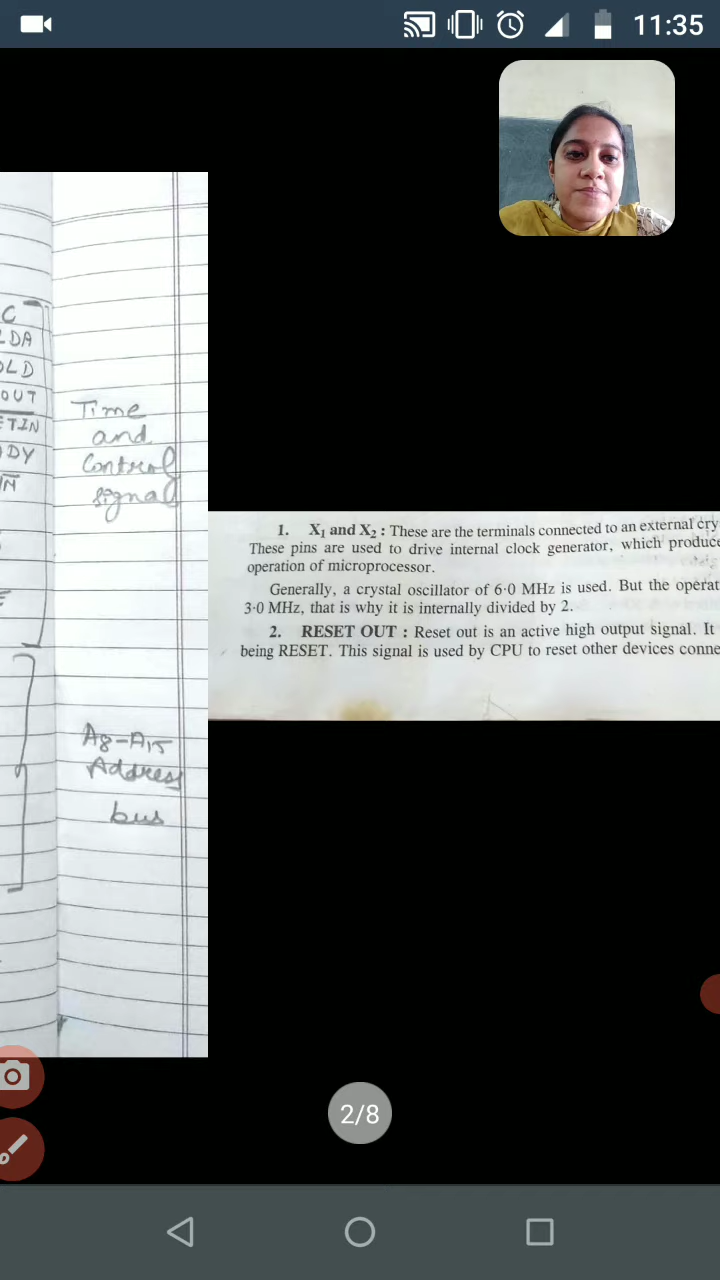 11:35
C
LDA
OLD
OUT
ETIN
DY
IN
Time
and
Control
signal
A8-A15
Address
bus
1. X1 and X2 : These are the terminals connected to an external cry
These pins are used to drive internal clock generator, which produce
operation of microprocessor.
Generally, a crystal oscillator of 6·0 MHz is used. But the operat
3·0 MHz, that is why it is internally divided by 2.
2. RESET OUT : Reset out is an active high output signal. It
being RESET. This signal is used by CPU to reset other devices conne
2/8